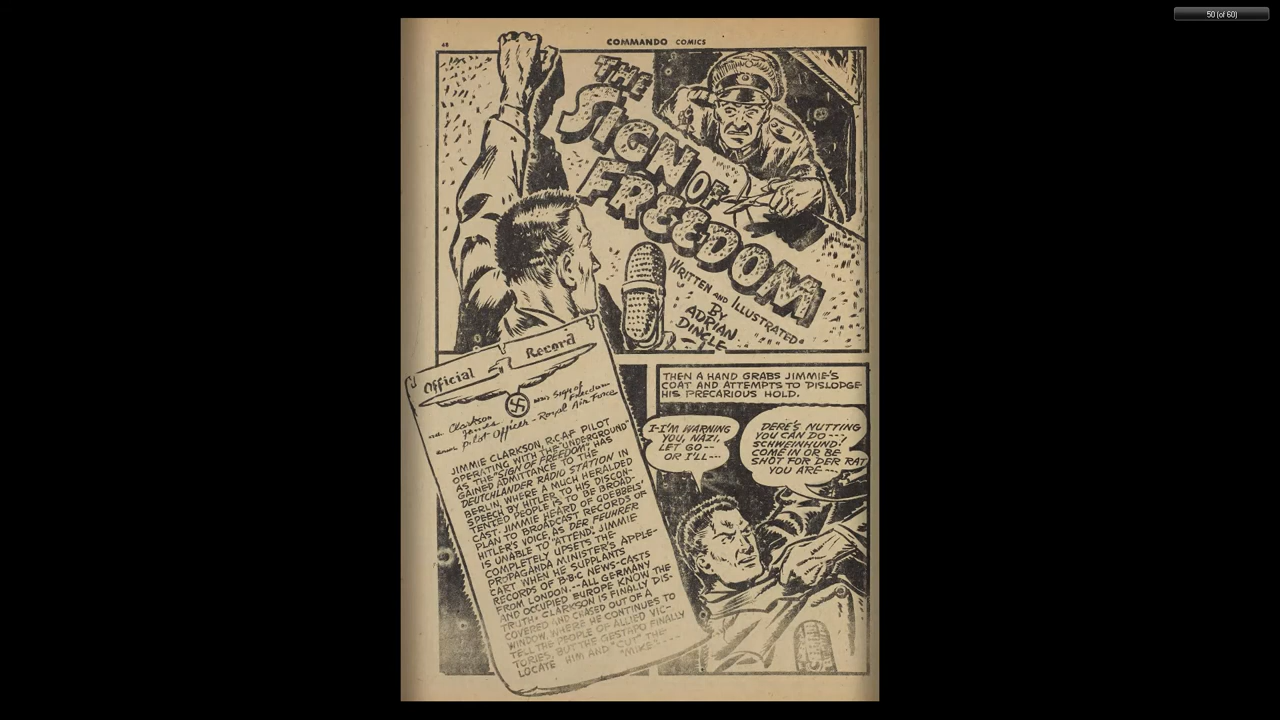 50 (of 60)
48
COMMANDO COMICS
THE
SIGN OF
FREEDOM
WRITTEN AND ILLUSTRATED
BY
ADRIAN
DINGLE
Official Record
Clarkson
James
Sign of
Freedom
Pilot Officer - Royal Air Force
JIMMIE CLARKSON, R.C.A.F. PILOT
OPERATING WITH THE "UNDERGROUND"
AS THE "SIGN OF FREEDOM" HAS
GAINED ADMITTANCE TO THE
DEUTCHLANDER RADIO STATION IN
BERLIN, WHERE A MUCH HERALDED
SPEECH BY HITLER TO HIS DISCON-
TENTED PEOPLE IS TO BE BROAD-
CAST. JIMMIE HEARD OF GOEBBELS'
PLAN TO BROADCAST RECORDS OF
HITLER'S VOICE, AS DER FEUHRER
IS UNABLE TO "ATTEND". JIMMIE
COMPLETELY UPSETS THE
PROPAGANDA MINISTER'S APPLE-
CART WHEN HE SUPPLANTS
RECORDS OF B-B-C NEWS-CASTS
FROM LONDON.--ALL GERMANY
AND OCCUPIED EUROPE KNOW THE
TRUTH. CLARKSON IS FINALLY DIS-
COVERED AND CHASED OUT OF A
WINDOW, WHERE HE CONTINUES TO
TELL THE PEOPLE OF ALLIED VIC-
TORIES. BUT THE GESTAPO FINALLY
LOCATE HIM AND "CUT" THE
"MIKE"----
THEN A HAND GRABS JIMMIE'S
COAT AND ATTEMPTS TO DISLODGE
HIS PRECARIOUS HOLD.
I-I'M WARNING
YOU, NAZI,
LET GO--
OR I'LL---
DERE'S NUTTING
YOU CAN DO---
SCHWEINHUND.
COME IN OR BE
SHOT FOR DER RAT
YOU ARE---